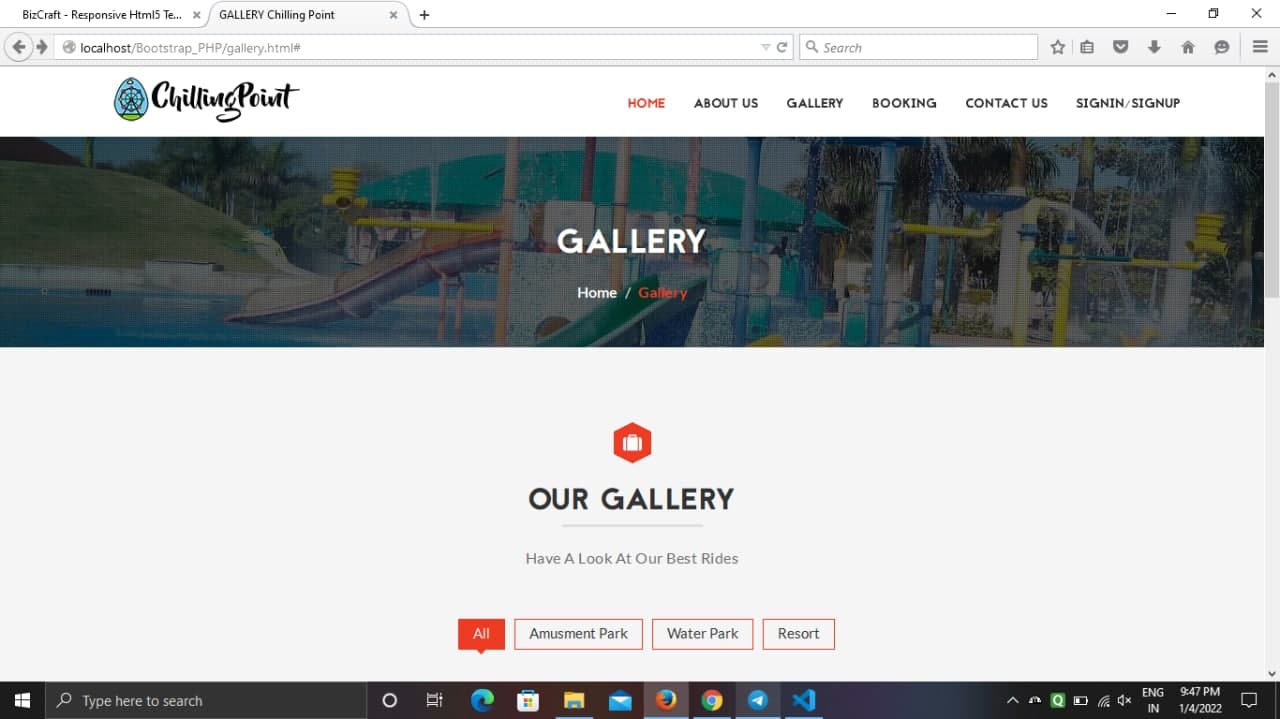 BizCraft - Responsive Html5 Te...
GALLERY Chilling Point
localhost/Bootstrap_PHP/gallery.html#
Search
ChillingPoint
HOME ABOUT US GALLERY BOOKING CONTACT US SIGNIN/SIGNUP
GALLERY
Home / Gallery
OUR GALLERY
Have A Look At Our Best Rides
All Amusment Park Water Park Resort
Type here to search
ENG
IN
9:47 PM
1/4/2022